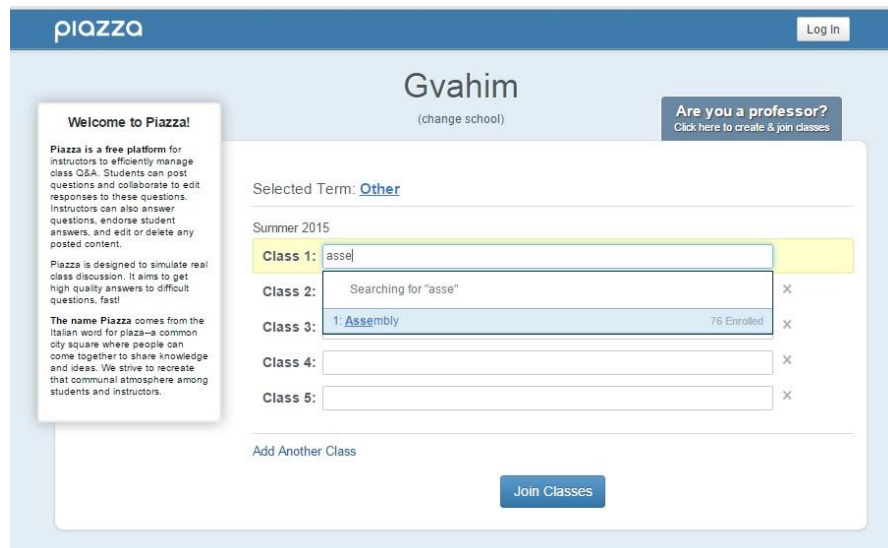 piazza
Log In
Gvahim
(change school)
Are you a professor?
Click here to create & join classes
Welcome to Piazza!
Piazza is a free platform for
instructors to efficiently manage
class Q&A. Students can post
questions and collaborate to edit
responses to these questions.
Instructors can also answer
questions, endorse student
answers, and edit or delete any
posted content.
Piazza is designed to simulate real
class discussion. It aims to get
high quality answers to difficult
questions, fast!
The name Piazza comes from the
Italian word for plaza--a common
city square where people can
come together to share knowledge
and ideas. We strive to recreate
that communal atmosphere among
students and instructors.
Selected Term: Other
Summer 2015
Class 1: asse
Class 2: Searching for "asse" ×
1: Assembly 76 Enrolled
Class 3: ×
Class 4: ×
Class 5: ×
Add Another Class
Join Classes